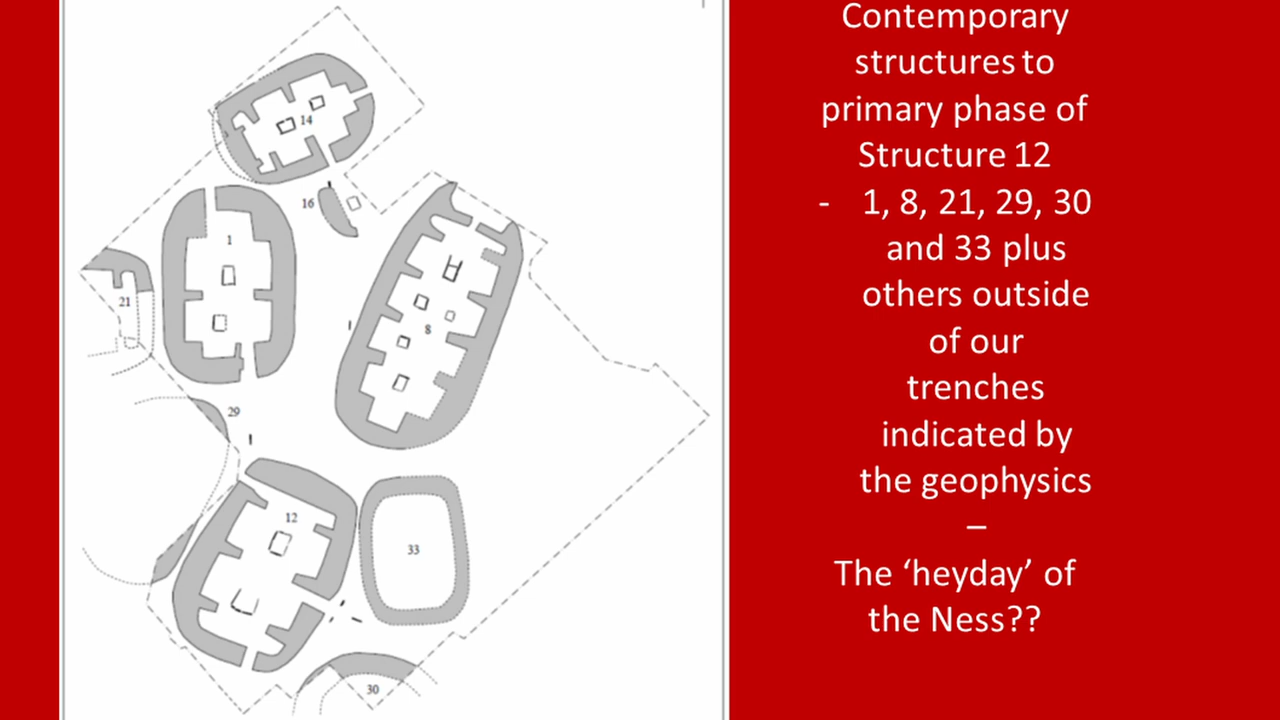 14
16
1
21
8
29
12
33
30
Contemporary
structures to
primary phase of
Structure 12
- 1, 8, 21, 29, 30
and 33 plus
others outside
of our
trenches
indicated by
the geophysics
–
The ‘heyday’ of
the Ness??